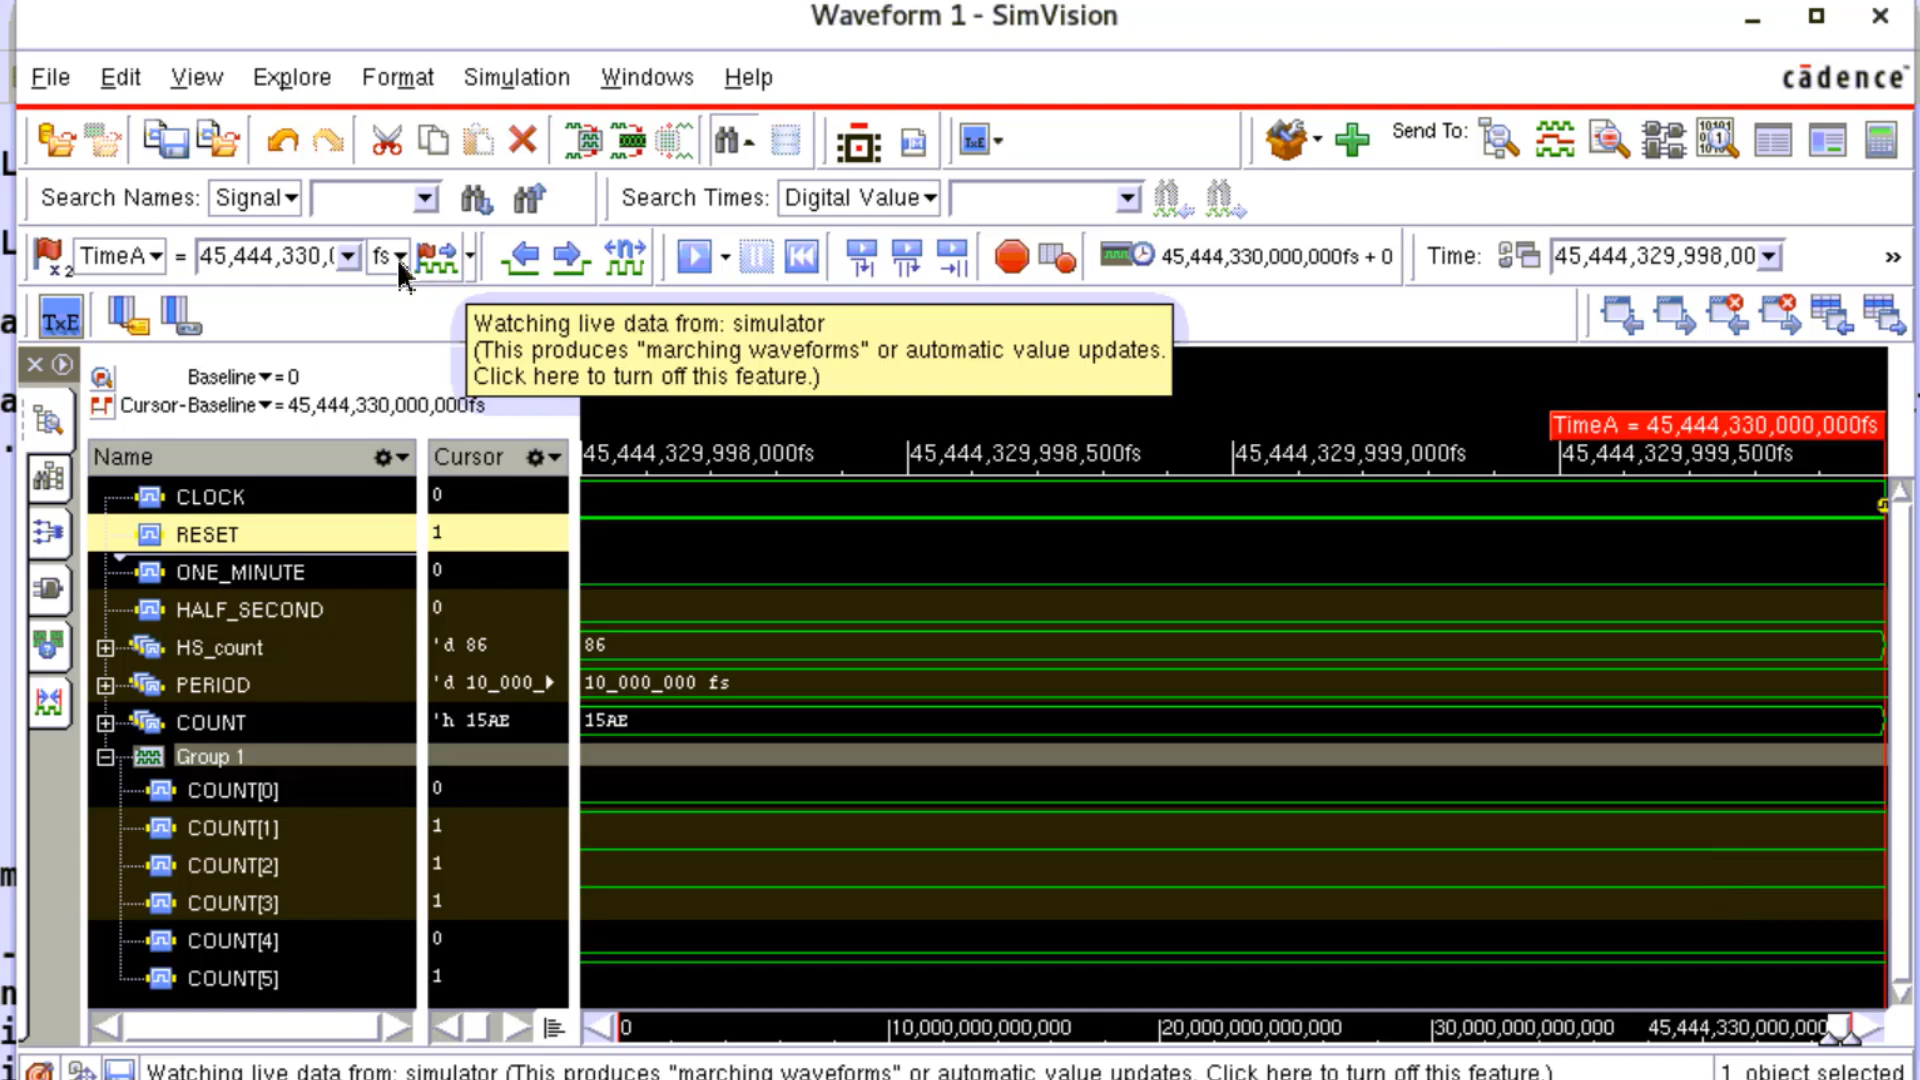 Waveform 1 - SimVision
File Edit View Explore Format Simulation Windows Help
cādence
TxE
Send To:
Search Names: Signal
Search Times: Digital Value
x2 TimeA = 45,444,330,( fs
45,444,330,000,000fs + 0
Time: 45,444,329,998,00 »
TxE
Watching live data from: simulator
(This produces "marching waveforms" or automatic value updates.
Click here to turn off this feature.)
Baseline = 0
Cursor-Baseline = 45,444,330,000,000fs
TimeA = 45,444,330,000,000fs
Name Cursor
45,444,329,998,000fs 45,444,329,998,500fs 45,444,329,999,000fs 45,444,329,999,500fs
CLOCK 0
RESET 1
ONE_MINUTE 0
HALF_SECOND 0
HS_count 'd 86 86
PERIOD 'd 10_000_ 10_000_000 fs
COUNT 'h 15AE 15AE
Group 1
COUNT[0] 0
COUNT[1] 1
COUNT[2] 1
COUNT[3] 1
COUNT[4] 0
COUNT[5] 1
0 10,000,000,000,000 20,000,000,000,000 30,000,000,000,000 45,444,330,000,000
Watching live data from: simulator (This produces "marching waveforms" or automatic value updates. Click here to turn off this feature.)
1 object selected